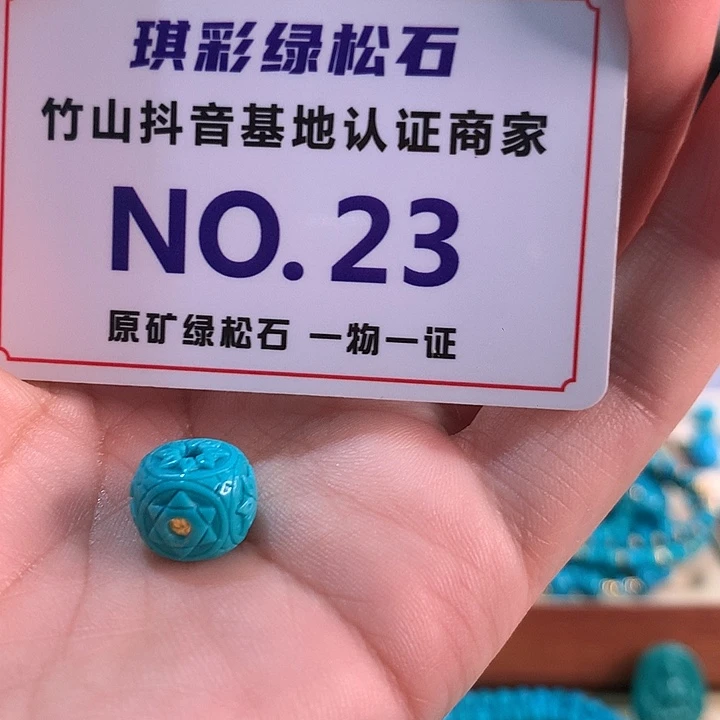 琪彩绿松石
竹山抖音基地认证商家
NO.23
原矿绿松石 一物一证